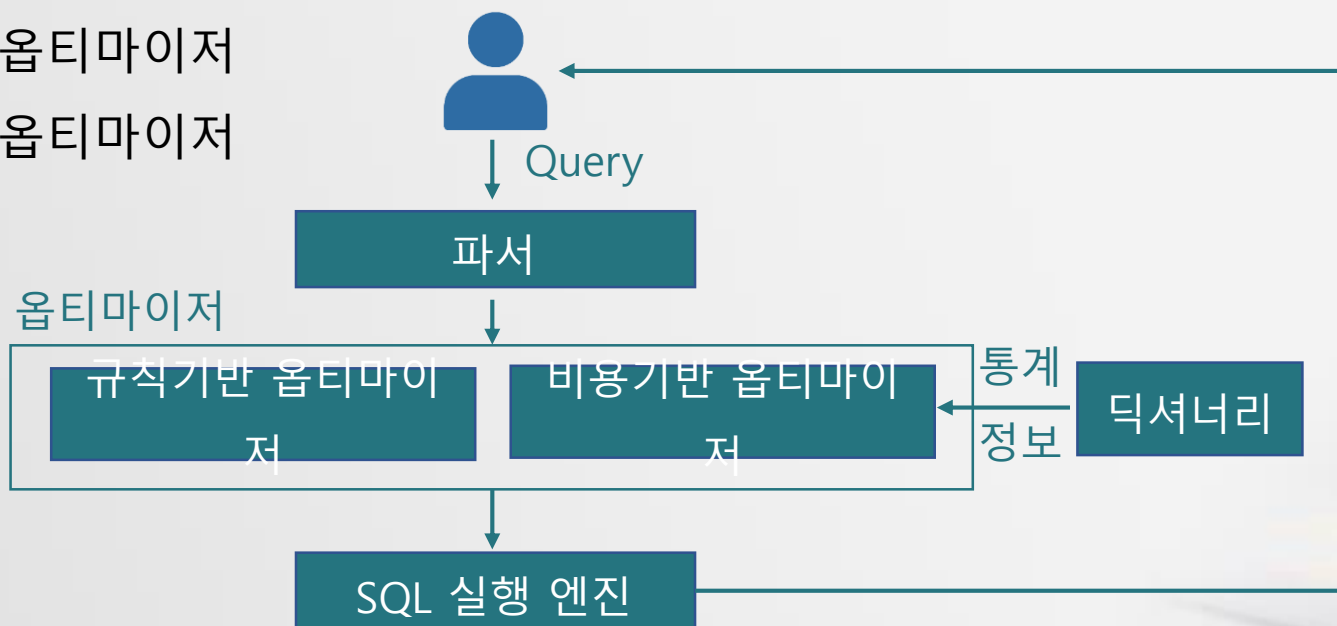 옵티마이저
옵티마이저
Query
파서
옵티마이저
규칙기반 옵티마이
저
비용기반 옵티마이
저
통계
정보
딕셔너리
SQL 실행 엔진